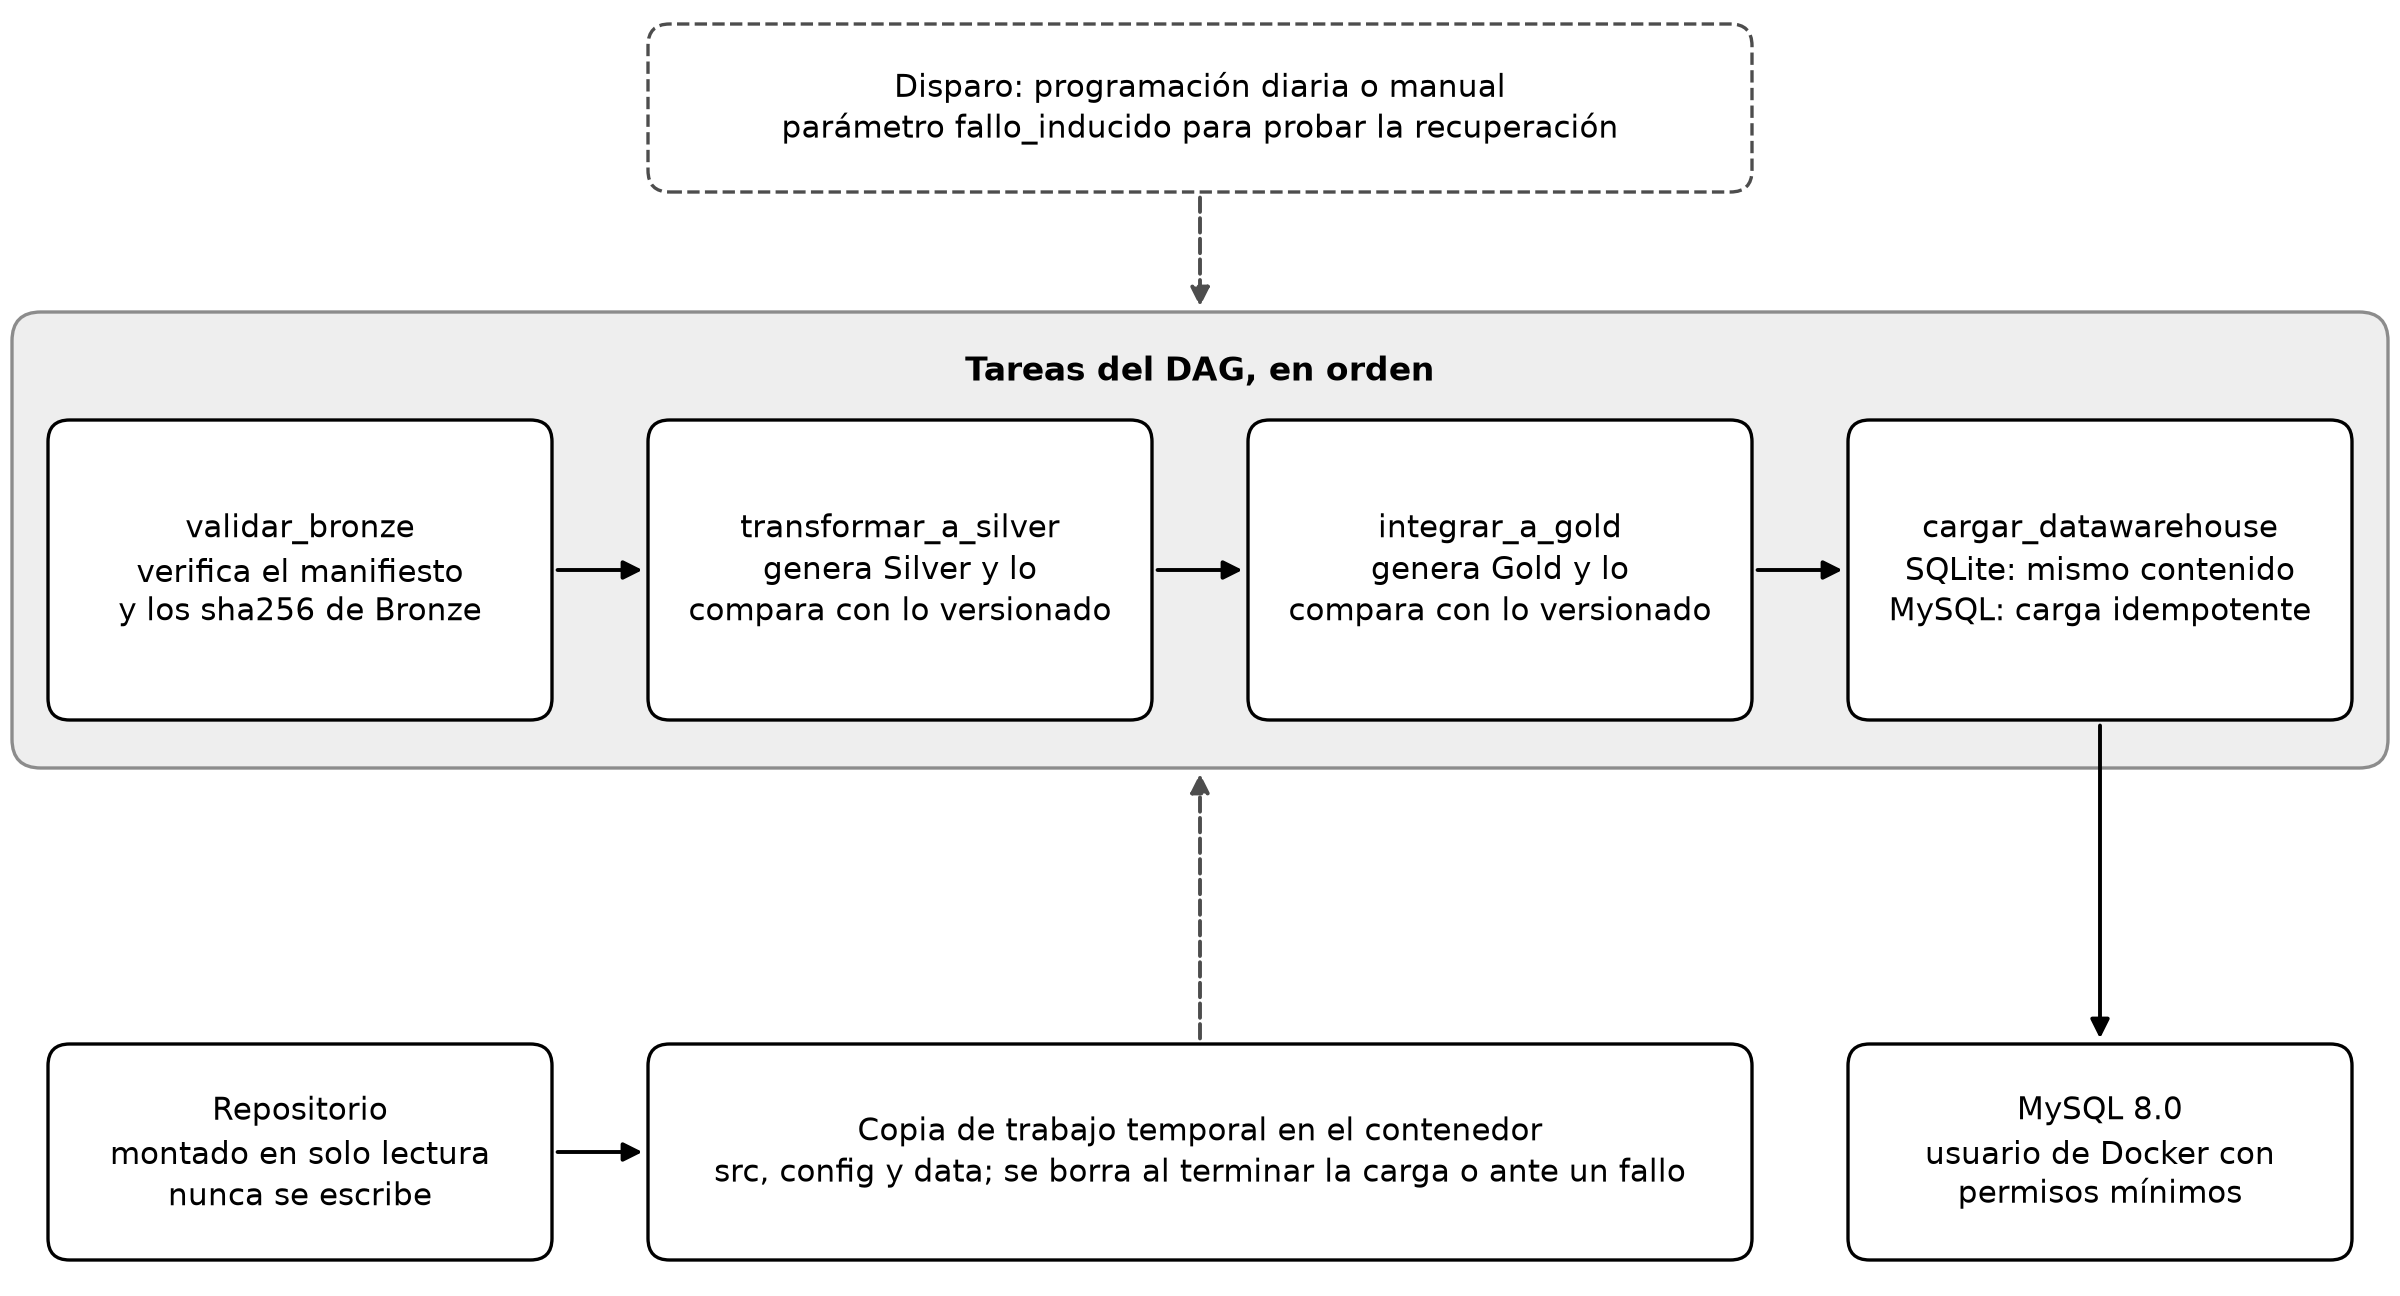 Disparo: programación diaria o manual
parámetro fallo_inducido para probar la recuperación
Tareas del DAG, en orden
validar_bronze
verifica el manifiesto
y los sha256 de Bronze
transformar_a_silver
genera Silver y lo
compara con lo versionado
integrar_a_gold
genera Gold y lo
compara con lo versionado
cargar_datawarehouse
SQLite: mismo contenido
MySQL: carga idempotente
Repositorio
montado en solo lectura
nunca se escribe
Copia de trabajo temporal en el contenedor
src, config y data; se borra al terminar la carga o ante un fallo
MySQL 8.0
usuario de Docker con
permisos mínimos